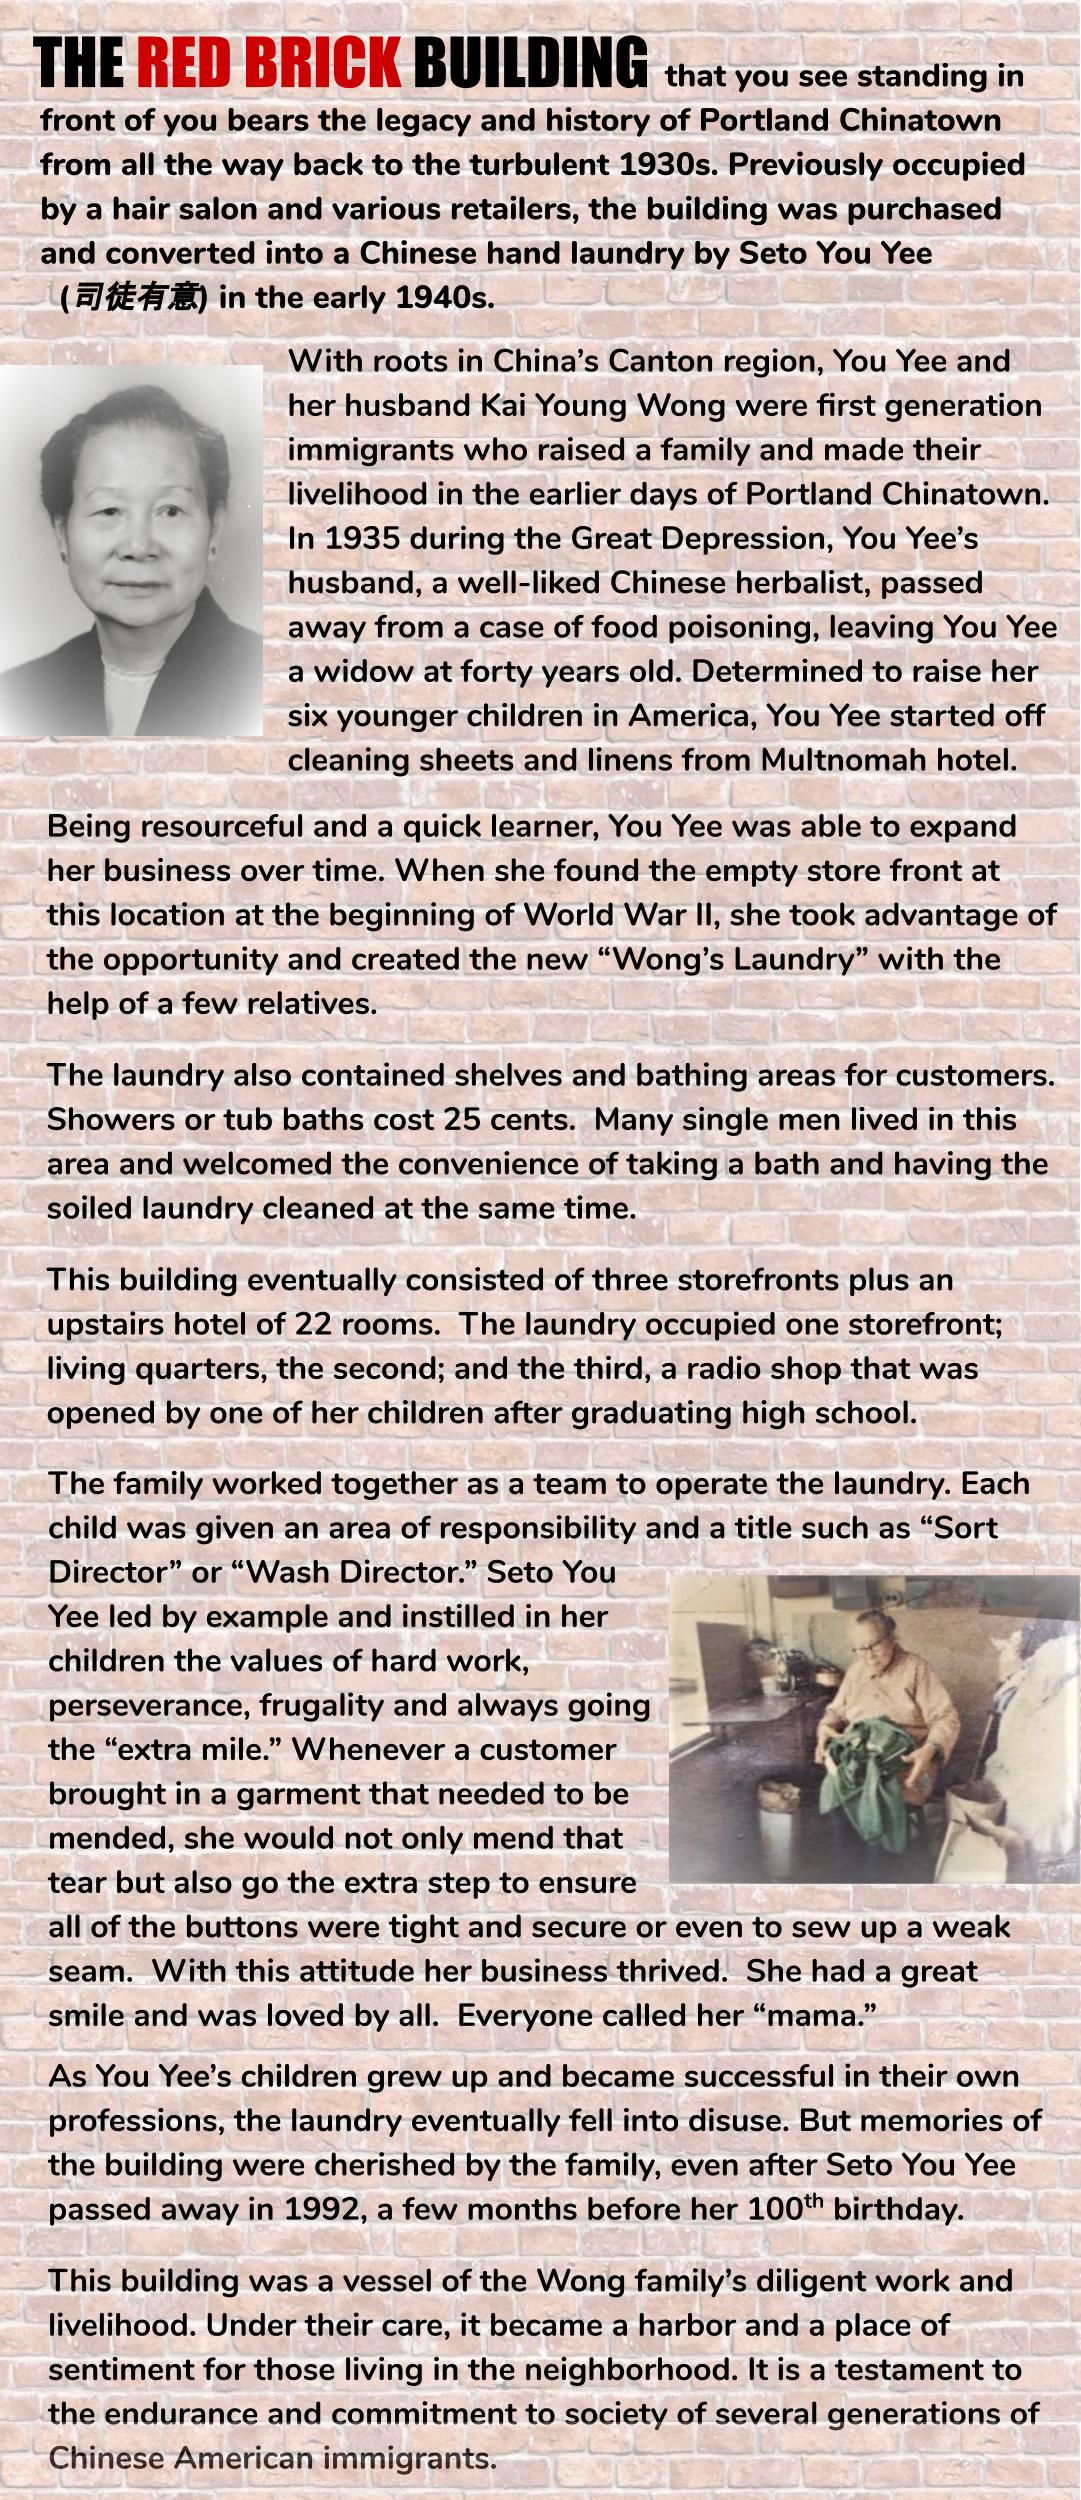 THE RED BRICK BUILDING that you see standing in
front of you bears the legacy and history of Portland Chinatown
from all the way back to the turbulent 1930s. Previously occupied
by a hair salon and various retailers, the building was purchased
and converted into a Chinese hand laundry by Seto You Yee
(司徒有意) in the early 1940s.
With roots in China’s Canton region, You Yee and
her husband Kai Young Wong were first generation
immigrants who raised a family and made their
livelihood in the earlier days of Portland Chinatown.
In 1935 during the Great Depression, You Yee’s
husband, a well-liked Chinese herbalist, passed
away from a case of food poisoning, leaving You Yee
a widow at forty years old. Determined to raise her
six younger children in America, You Yee started off
cleaning sheets and linens from Multnomah hotel.
Being resourceful and a quick learner, You Yee was able to expand
her business over time. When she found the empty store front at
this location at the beginning of World War II, she took advantage of
the opportunity and created the new “Wong’s Laundry” with the
help of a few relatives.
The laundry also contained shelves and bathing areas for customers.
Showers or tub baths cost 25 cents.  Many single men lived in this
area and welcomed the convenience of taking a bath and having the
soiled laundry cleaned at the same time.
This building eventually consisted of three storefronts plus an
upstairs hotel of 22 rooms.  The laundry occupied one storefront;
living quarters, the second; and the third, a radio shop that was
opened by one of her children after graduating high school.
The family worked together as a team to operate the laundry. Each
child was given an area of responsibility and a title such as “Sort
Director” or “Wash Director.” Seto You
Yee led by example and instilled in her
children the values of hard work,
perseverance, frugality and always going
the “extra mile.” Whenever a customer
brought in a garment that needed to be
mended, she would not only mend that
tear but also go the extra step to ensure
all of the buttons were tight and secure or even to sew up a weak
seam.  With this attitude her business thrived.  She had a great
smile and was loved by all.  Everyone called her “mama.”
As You Yee’s children grew up and became successful in their own
professions, the laundry eventually fell into disuse. But memories of
the building were cherished by the family, even after Seto You Yee
passed away in 1992, a few months before her 100th birthday.
This building was a vessel of the Wong family’s diligent work and
livelihood. Under their care, it became a harbor and a place of
sentiment for those living in the neighborhood. It is a testament to
the endurance and commitment to society of several generations of
Chinese American immigrants.